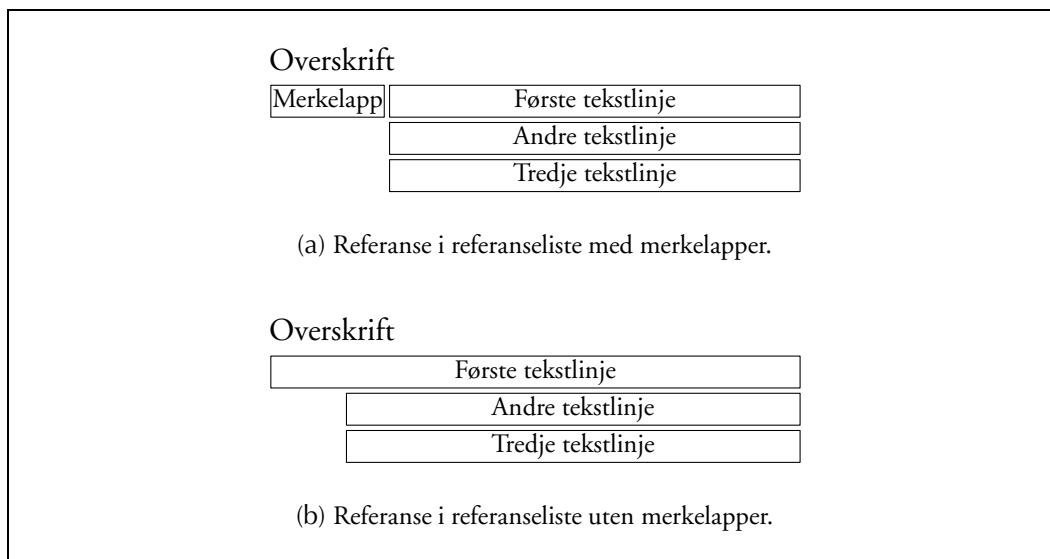 Overskrift
Merkelapp Første tekstlinje
Andre tekstlinje
Tredje tekstlinje
(a) Referanse i referanseliste med merkelapper.
Overskrift
Første tekstlinje
Andre tekstlinje
Tredje tekstlinje
(b) Referanse i referanseliste uten merkelapper.